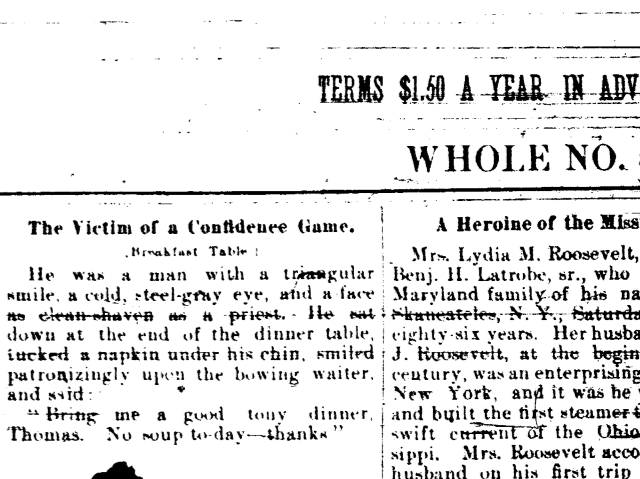 TERMS $1.50 A YEAR IN ADV
WHOLE NO.
The Victim of a Confidence Game.
[Breakfast Table]
He was a man with a triangular
smile, a cold, steel-gray eye, and a face
as clean shaven as a priest. He sat
down at the end of the dinner table,
tucked a napkin under his chin, smiled
patronizingly upon the bowing waiter,
and said:
"Bring me a good tony dinner,
Thomas. No soup to-day—thanks"
A Heroine of the Miss
Mrs. Lydia M. Roosevelt,
Benj. H. Latrobe, sr., who
Maryland family of his na
Skaneateles, N. Y., Saturda
eighty-six years. Her husba
J. Roosevelt, at the begin
century, was an enterprising
New York, and it was he
and built the first steamer t
swift current of the Ohio
sippi. Mrs. Roosevelt acco
husband on his first trip